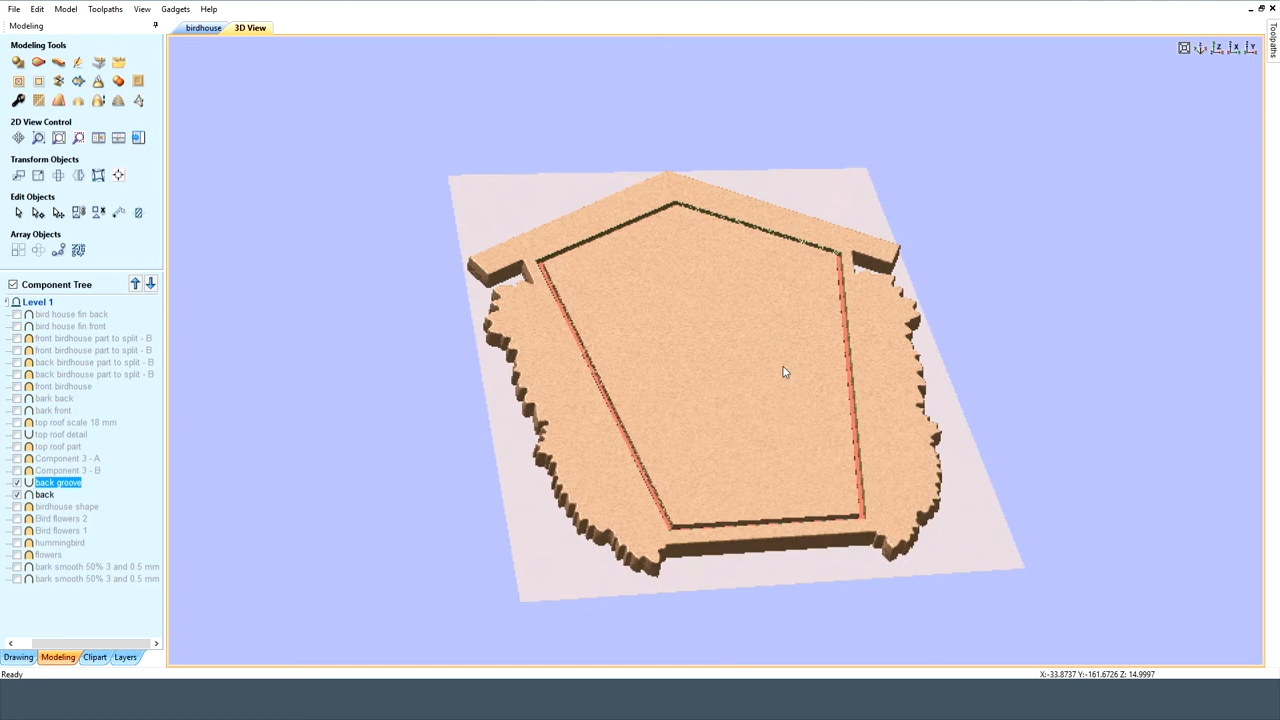 File Edit Model Toolpaths View Gadgets Help
Modeling
birdhouse 3D View
Toolpaths
Modeling Tools
2D View Control
Transform Objects
Edit Objects
Array Objects
Component Tree
Level 1
bird house fin back
bird house fin front
front birdhouse part to split - B
front birdhouse part to split - B
back birdhouse part to split - B
back birdhouse part to split - B
front birdhouse
bark back
bark front
top roof scale 18 mm
top roof detail
top roof part
Component 3 - A
Component 3 - B
back groove
back
birdhouse shape
Bird flowers 2
Bird flowers 1
hummingbird
flowers
bark smooth 50% 3 and 0.5 mm
bark smooth 50% 3 and 0.5 mm
Drawing Modeling Clipart Layers
Ready
X:-33.8737 Y:-161.6726 Z: 14.9997